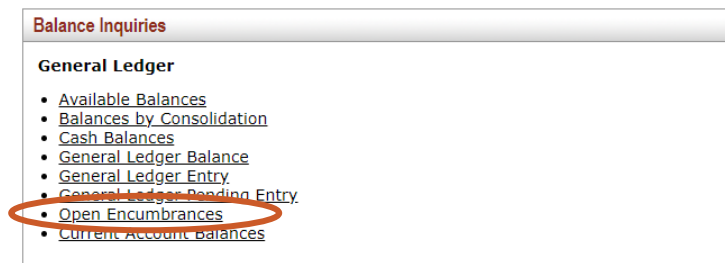 Balance Inquiries
General Ledger
Available Balances
Balances by Consolidation
Cash Balances
General Ledger Balance
General Ledger Entry
General Ledger Pending Entry
Open Encumbrances
Current Account Balances